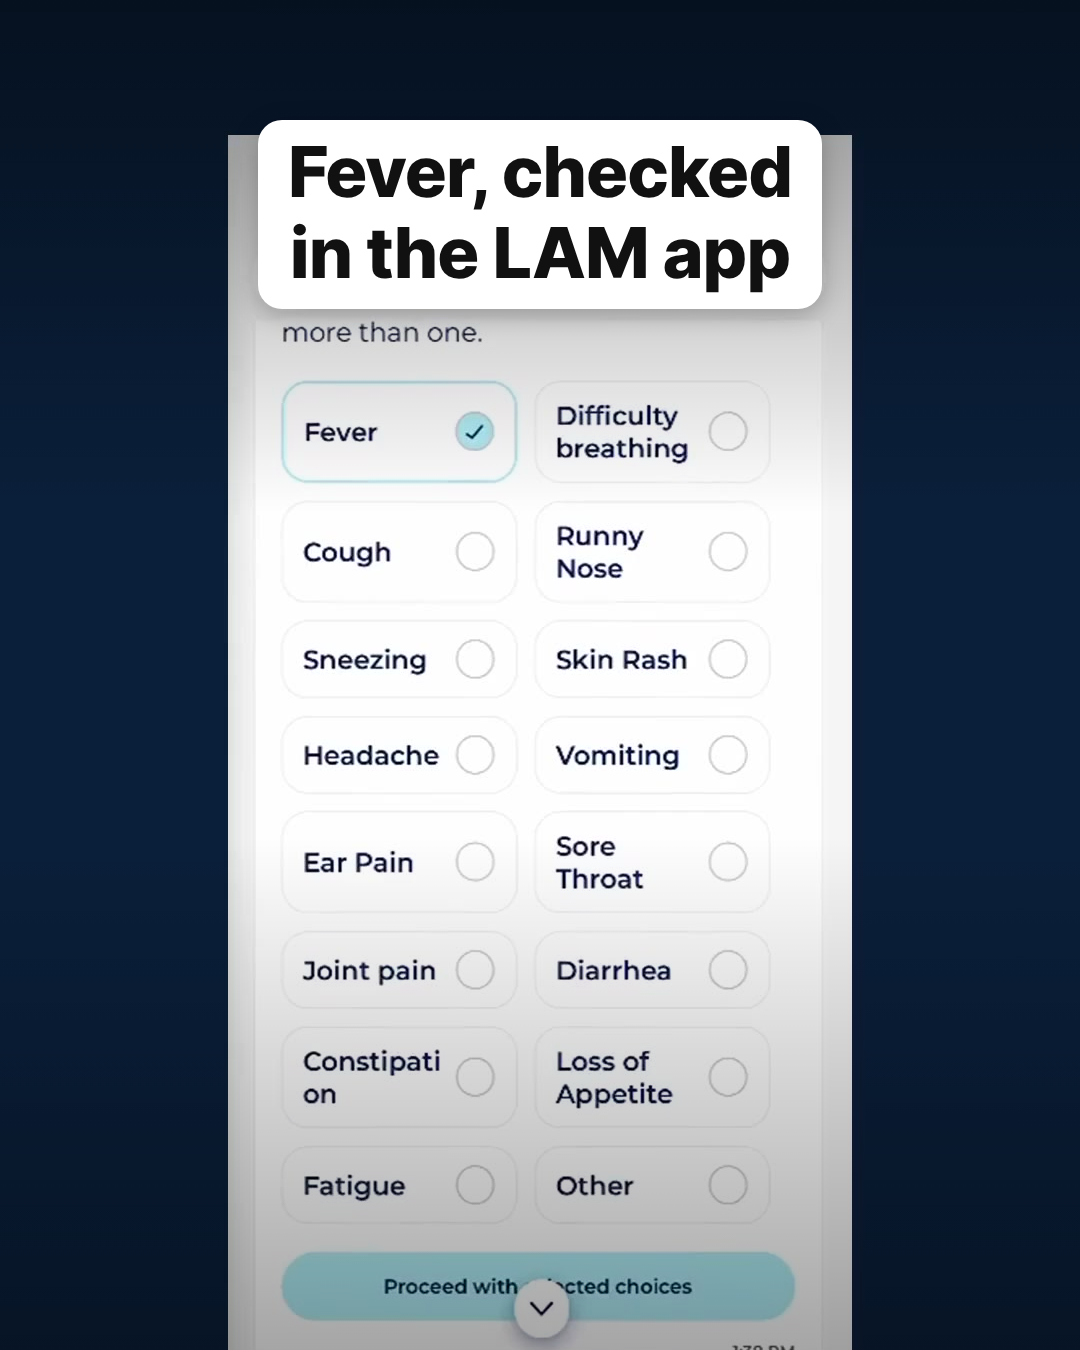 Fever, checked
in the LAM app
more than one.
Fever
Difficulty
breathing
Cough
Runny
Nose
Sneezing
Skin Rash
Headache
Vomiting
Ear Pain
Sore
Throat
Joint pain
Diarrhea
Constipati
on
Loss of
Appetite
Fatigue
Other
Proceed with cted choices